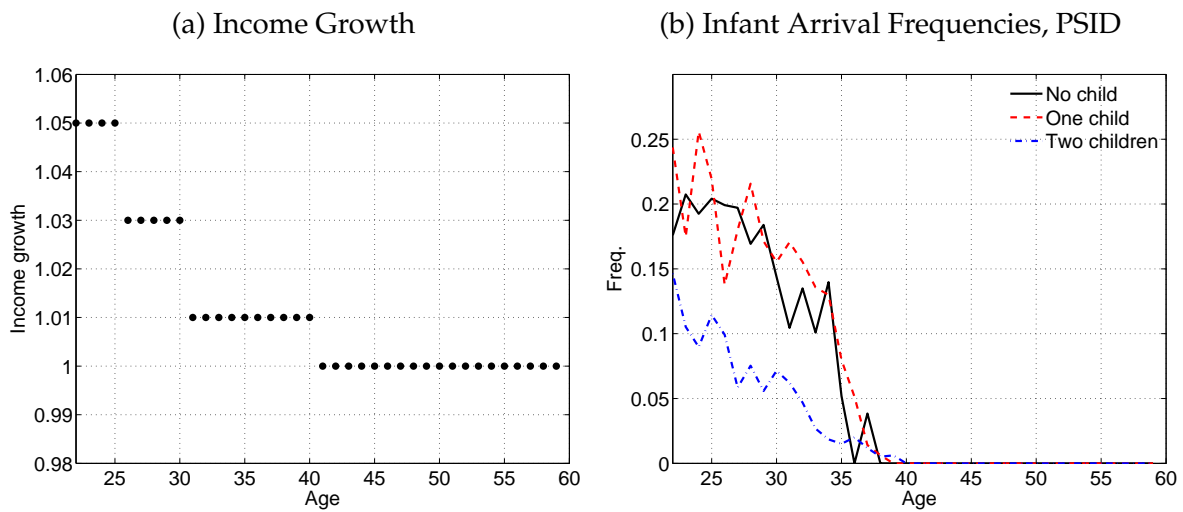 (a) Income Growth
1.06
1.05
1.04
1.03
1.02
1.01
1
0.99
0.98
Income growth
25 30 35 40 45 50 55 60
Age
(b) Infant Arrival Frequencies, PSID
No child
One child
Two children
0.25
0.2
0.15
0.1
0.05
0
Freq.
25 30 35 40 45 50 55 60
Age